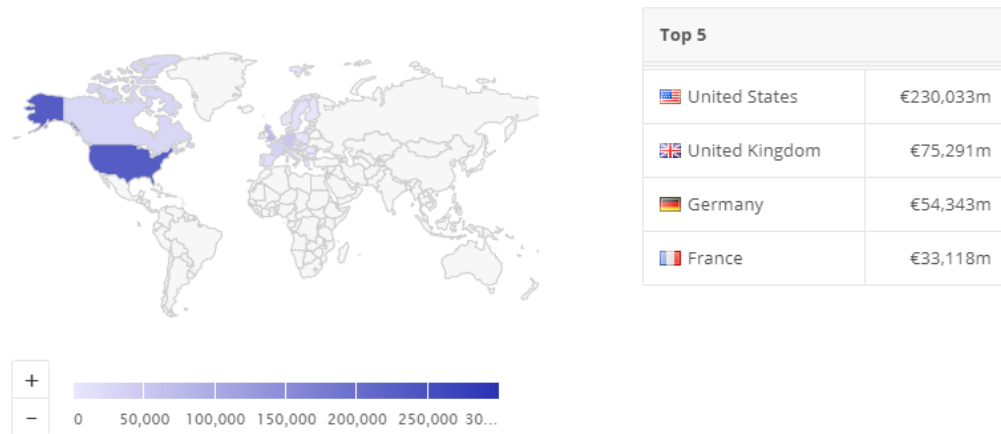 Top 5
United States €230,033m
United Kingdom €75,291m
Germany €54,343m
France €33,118m
+
−
0 50,000 100,000 150,000 200,000 250,000 30...